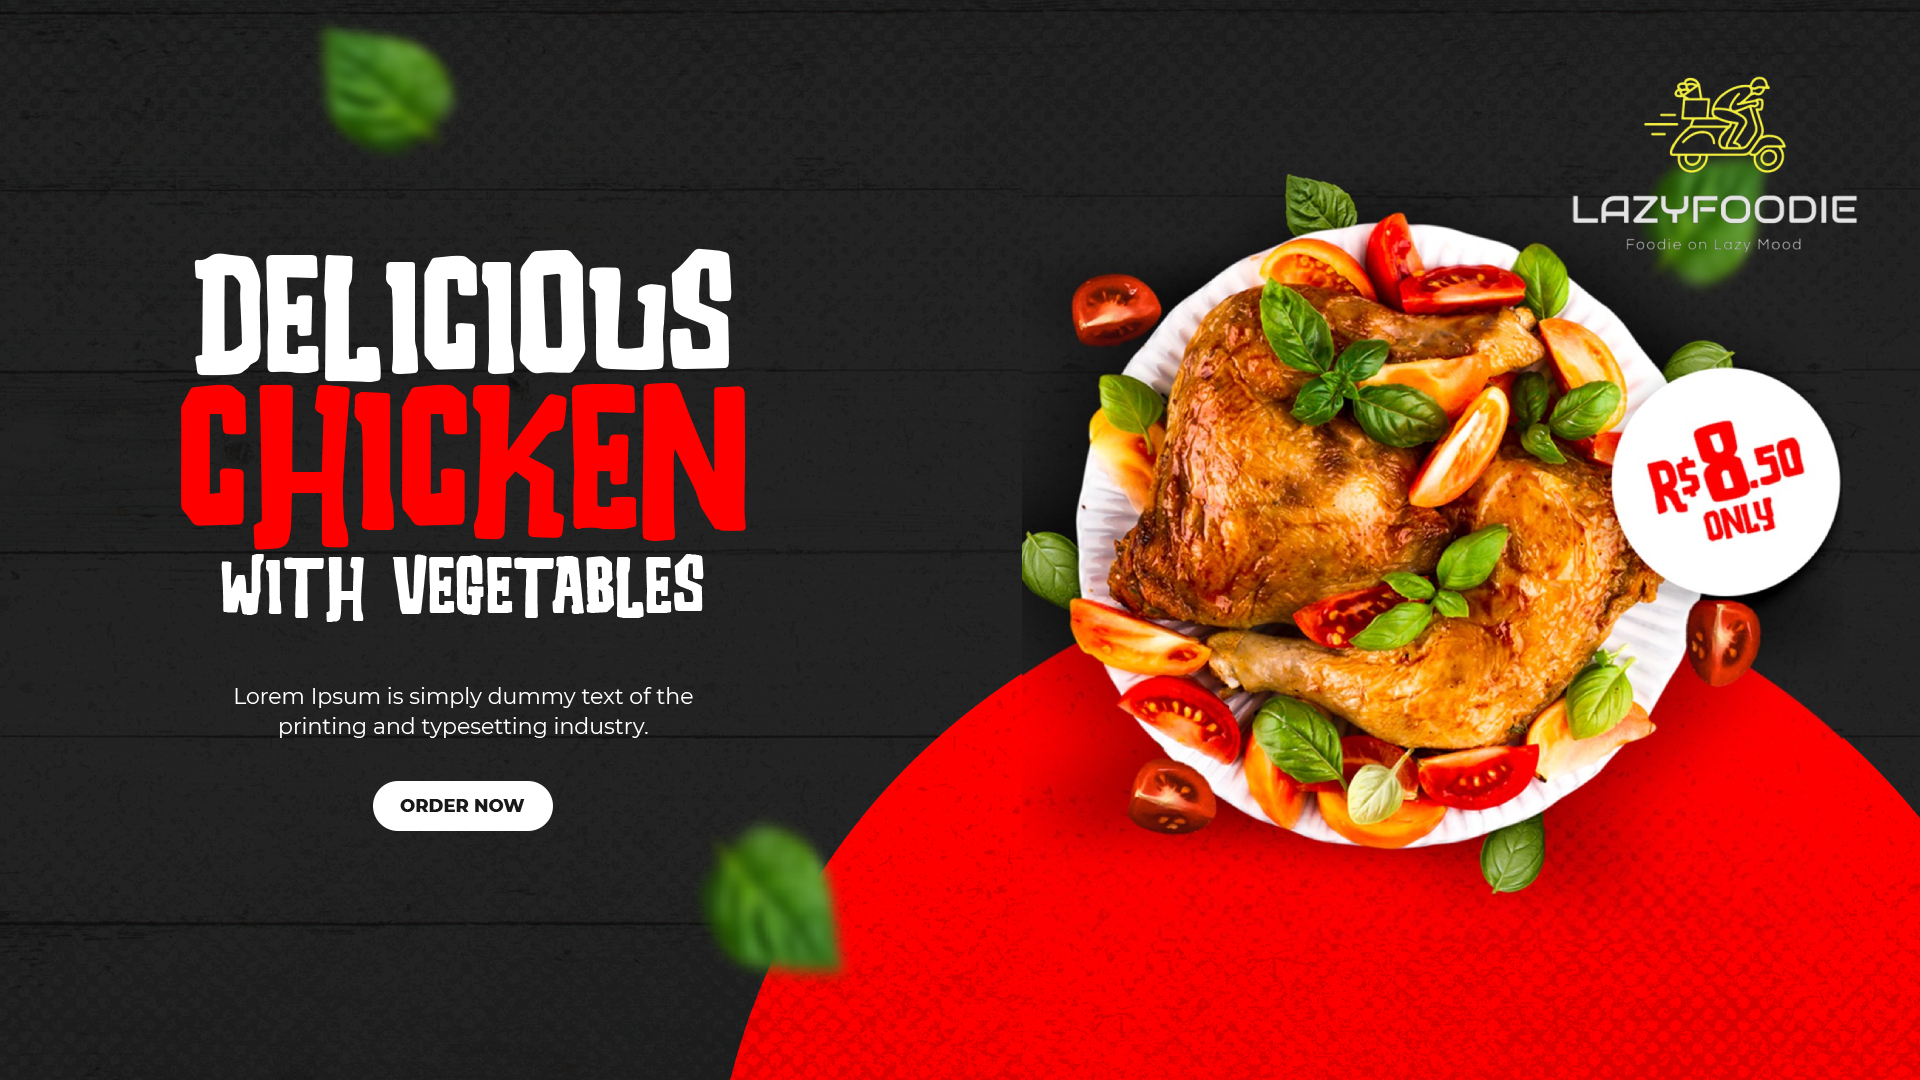 LAZYFOODIE
Foodie on Lazy Mood
DELICIOUS
CHICKEN
WITH VEGETABLES
R$8.50
ONLY
Lorem Ipsum is simply dummy text of the
printing and typesetting industry.
ORDER NOW